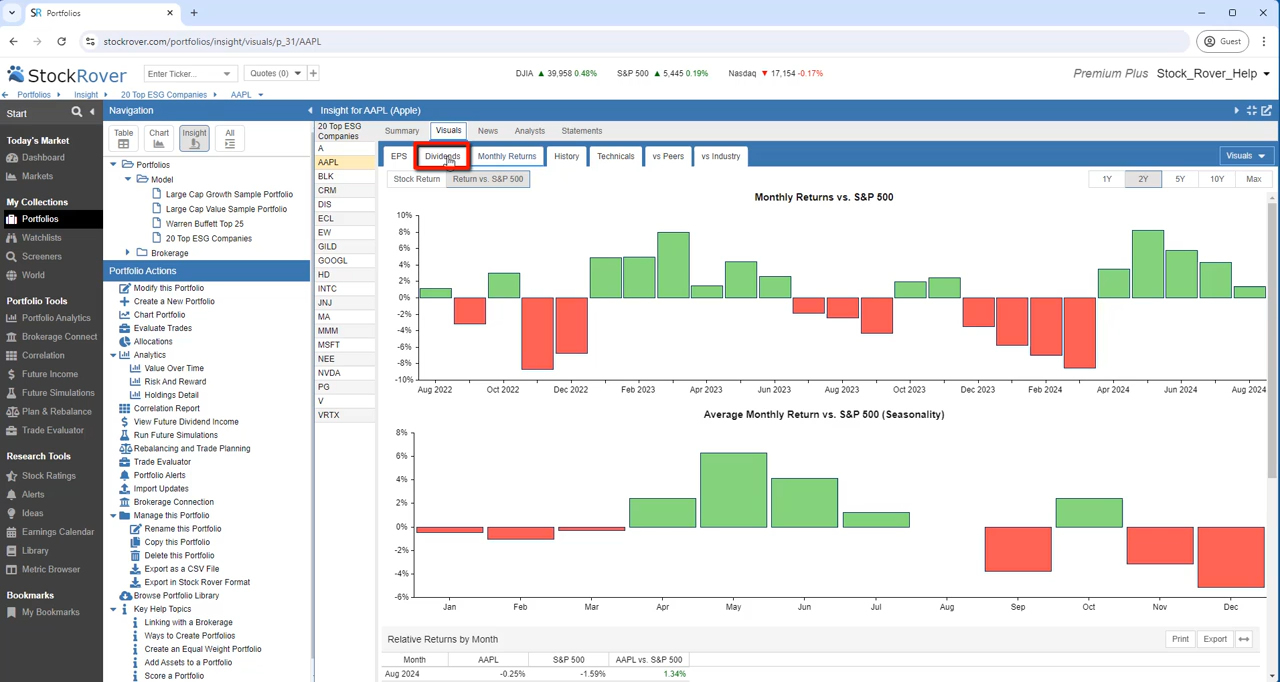 Portfolios
stockrover.com/portfolios/insight/visuals/p_31/AAPL
Guest
StockRover
Enter Ticker...
Quotes (0)
DJIA ▲ 39,958 0.48% S&P 500 ▲ 5,445 0.19% Nasdaq ▼ 17,154 -0.17%
Premium Plus Stock_Rover_Help
Portfolios Insight 20 Top ESG Companies AAPL
Start
Today's Market
Dashboard
Markets
My Collections
Portfolios
Watchlists
Screeners
World
Portfolio Tools
Portfolio Analytics
Brokerage Connect
Correlation
Future Income
Future Simulations
Plan & Rebalance
Trade Evaluator
Research Tools
Stock Ratings
Alerts
Ideas
Earnings Calendar
Library
Metric Browser
Bookmarks
My Bookmarks
Navigation
Table Chart Insight All
Portfolios
Model
Large Cap Growth Sample Portfolio
Large Cap Value Sample Portfolio
Warren Buffett Top 25
20 Top ESG Companies
Brokerage
Portfolio Actions
Modify this Portfolio
Create a New Portfolio
Chart Portfolio
Evaluate Trades
Allocations
Analytics
Value Over Time
Risk And Reward
Holdings Detail
Correlation Report
View Future Dividend Income
Run Future Simulations
Rebalancing and Trade Planning
Trade Evaluator
Portfolio Alerts
Import Updates
Brokerage Connection
Manage this Portfolio
Rename this Portfolio
Copy this Portfolio
Delete this Portfolio
Export as a CSV File
Export in Stock Rover Format
Browse Portfolio Library
Key Help Topics
Linking with a Brokerage
Ways to Create Portfolios
Create an Equal Weight Portfolio
Add Assets to a Portfolio
Score a Portfolio
Insight for AAPL (Apple)
20 Top ESG
Companies
A
AAPL
BLK
CRM
DIS
ECL
EW
GILD
GOOGL
HD
INTC
JNJ
MA
MMM
MSFT
NEE
NVDA
PG
V
VRTX
Summary Visuals News Analysts Statements
EPS Dividends Monthly Returns History Technicals vs Peers vs Industry
Visuals
Stock Return Return vs. S&P 500
1Y 2Y 5Y 10Y Max
Monthly Returns vs. S&P 500
10%
8%
6%
4%
2%
0%
-2%
-4%
-6%
-8%
-10%
Aug 2022 Oct 2022 Dec 2022 Feb 2023 Apr 2023 Jun 2023 Aug 2023 Oct 2023 Dec 2023 Feb 2024 Apr 2024 Jun 2024 Aug 2024
Average Monthly Return vs. S&P 500 (Seasonality)
8%
6%
4%
2%
0%
-2%
-4%
-6%
Jan Feb Mar Apr May Jun Jul Aug Sep Oct Nov Dec
Relative Returns by Month
Print Export
Month AAPL S&P 500 AAPL vs. S&P 500
Aug 2024 -0.25% -1.59% 1.34%